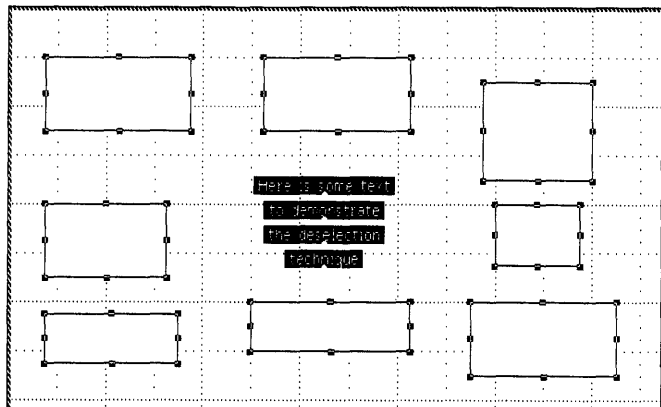 Here is some text
to demonstrate
the deselection
technique